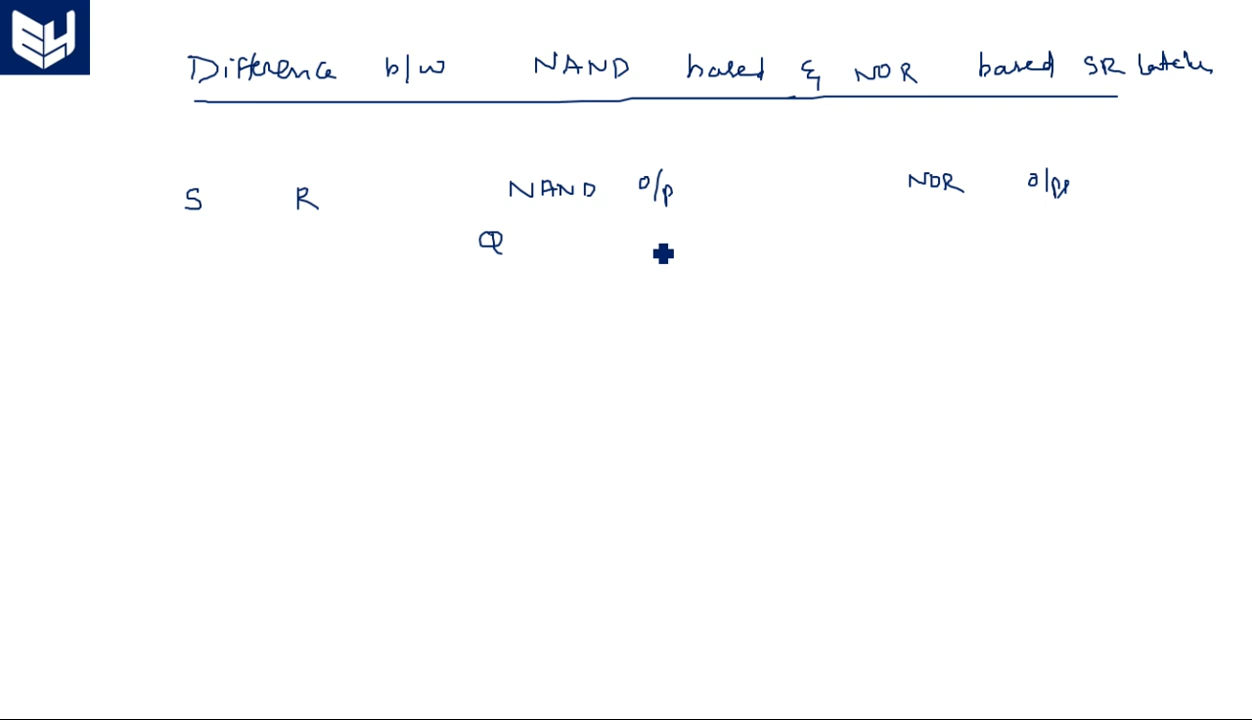 Difference b/w NAND based & NOR based SR latch
S R NAND o/p NOR o/p
Q